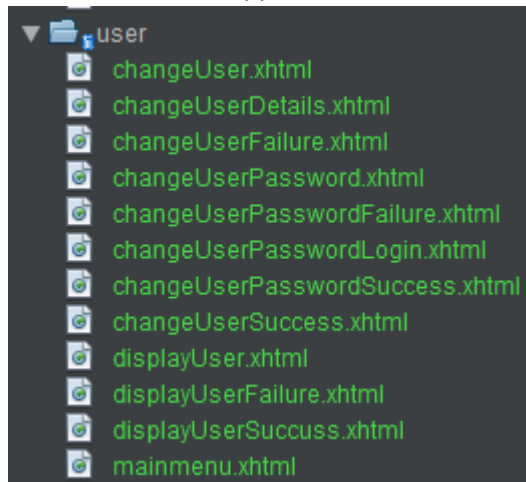 user
changeUser.xhtml
changeUserDetails.xhtml
changeUserFailure.xhtml
changeUserPassword.xhtml
changeUserPasswordFailure.xhtml
changeUserPasswordLogin.xhtml
changeUserPasswordSuccess.xhtml
changeUserSuccess.xhtml
displayUser.xhtml
displayUserFailure.xhtml
displayUserSuccuss.xhtml
mainmenu.xhtml